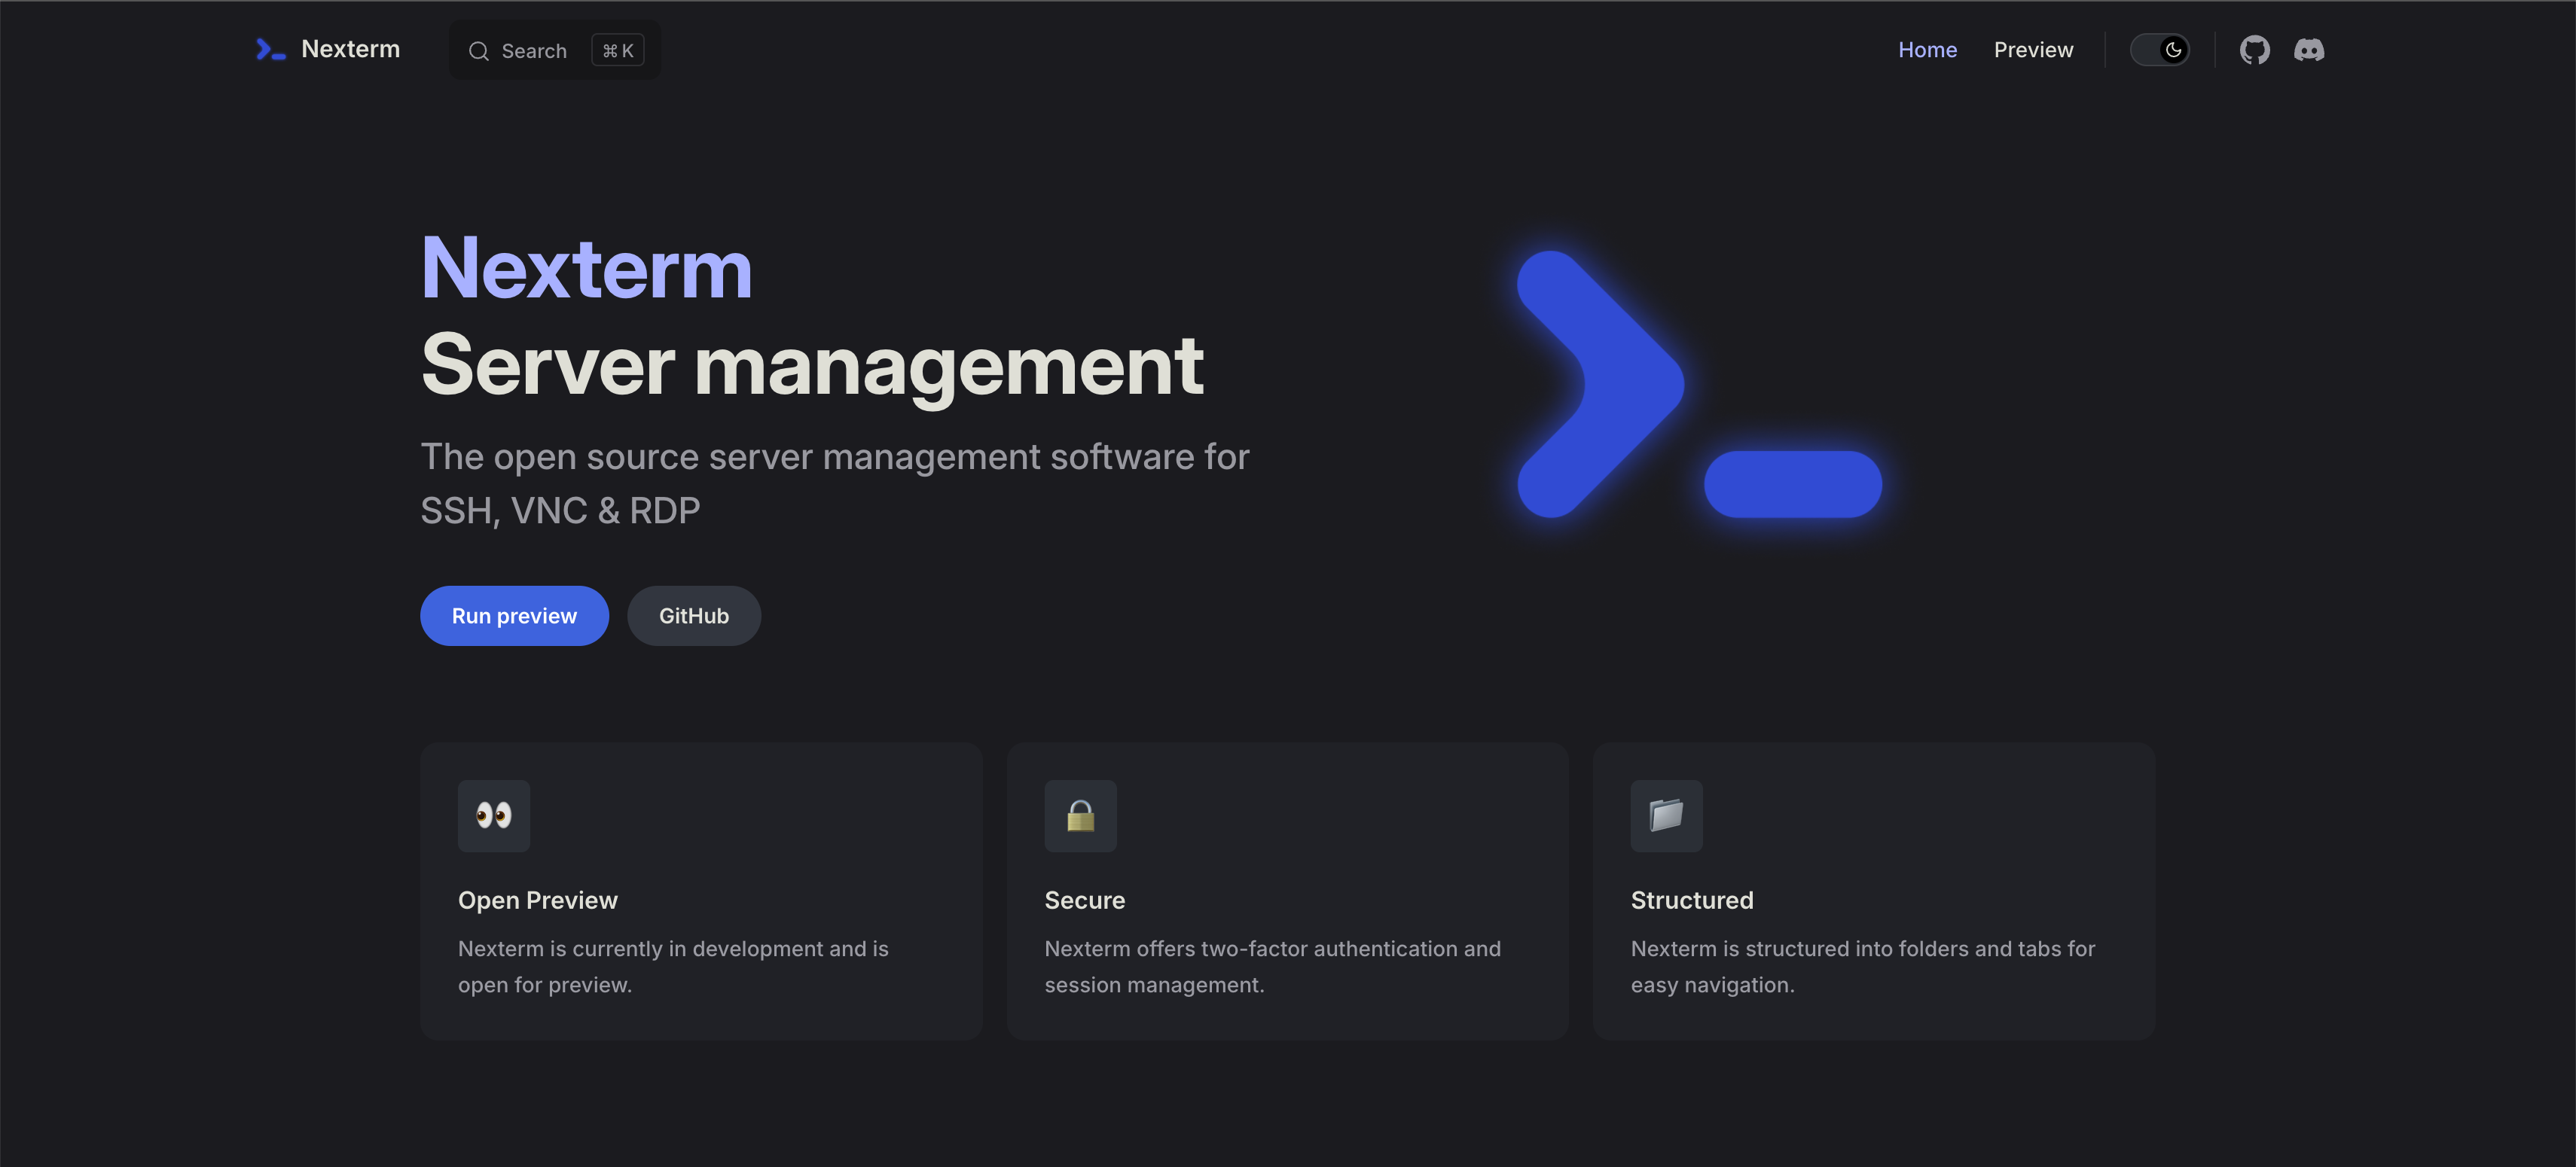 Nexterm
Search
⌘ K
Home
Preview
Nexterm
Server management
The open source server management software for
SSH, VNC & RDP
Run preview
GitHub
Open Preview
Nexterm is currently in development and is
open for preview.
Secure
Nexterm offers two-factor authentication and
session management.
Structured
Nexterm is structured into folders and tabs for
easy navigation.